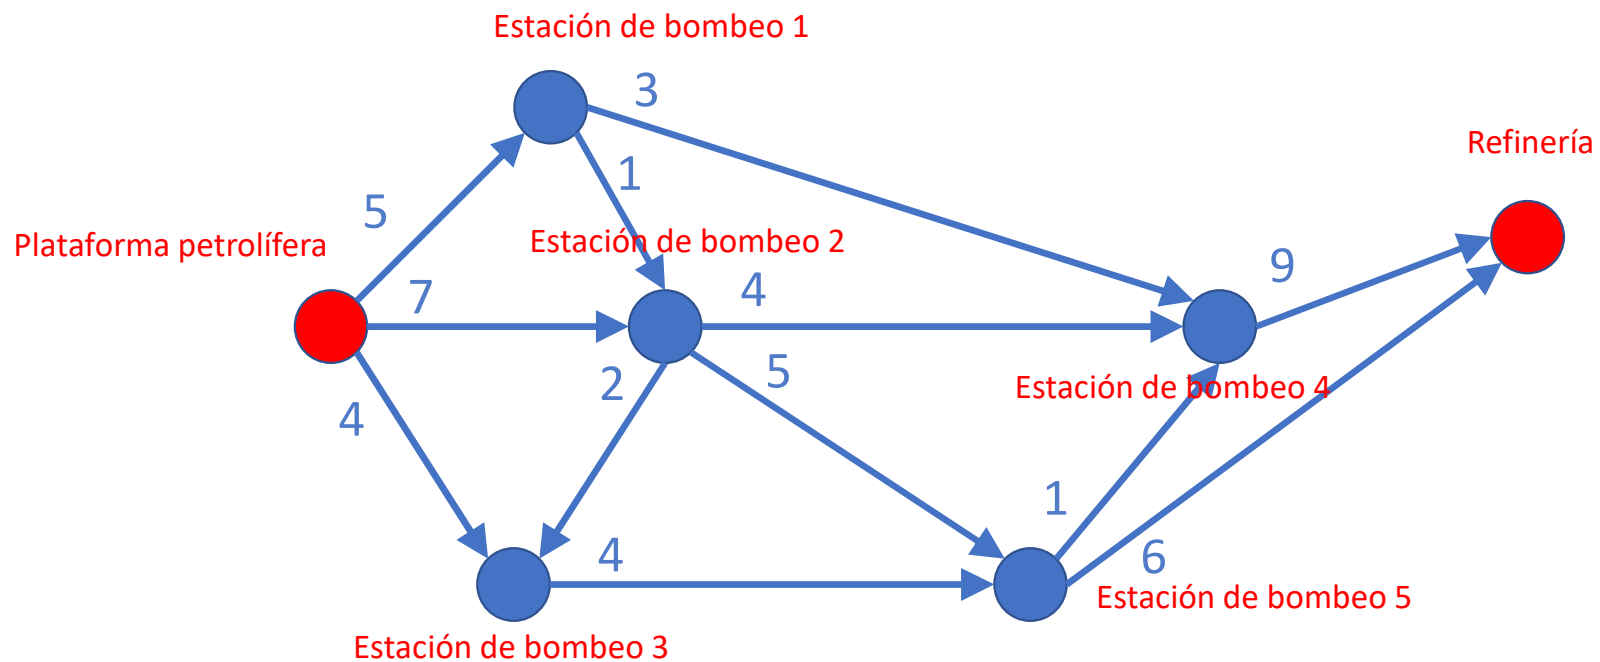 Estación de bombeo 1
3
Refinería
1
5
Plataforma petrolífera
Estación de bombeo 2
9
7
4
5
2
Estación de bombeo 4
4
1
4
6
Estación de bombeo 5
Estación de bombeo 3